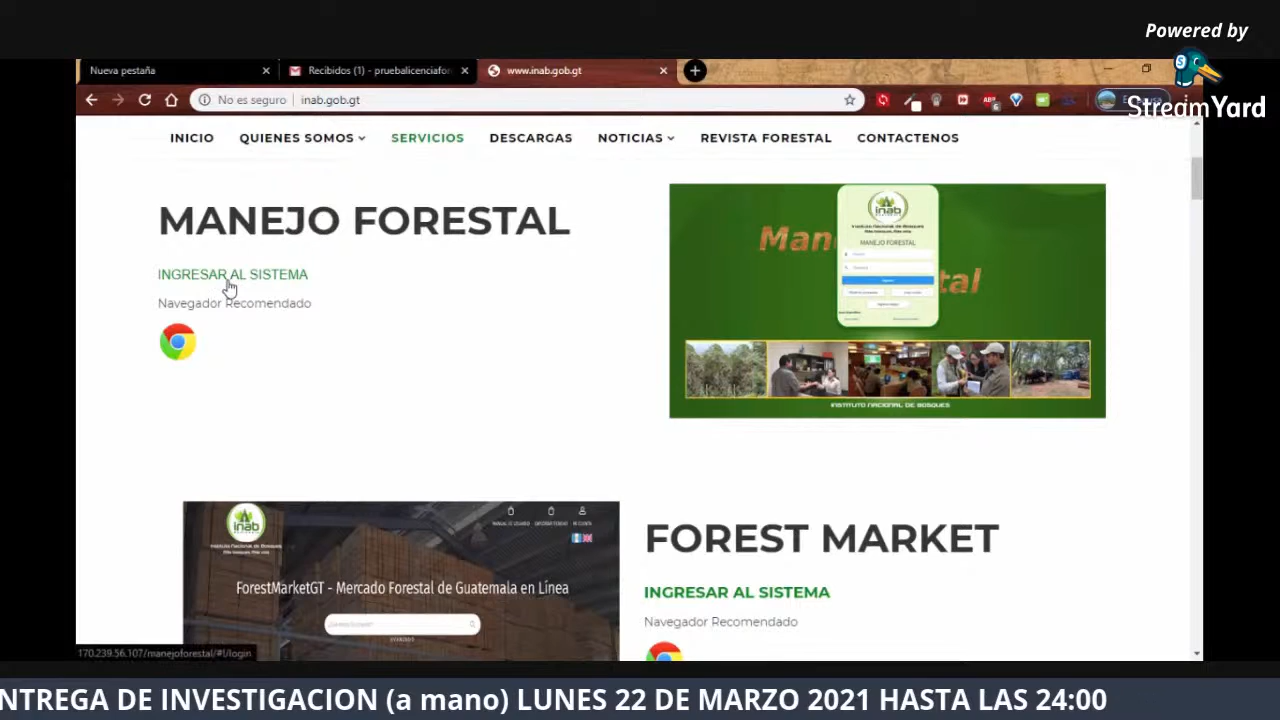 Powered by
StreamYard
Nueva pestaña
Recibidos (1) - pruebalicenciafor
www.inab.gob.gt
No es seguro
inab.gob.gt
INICIO
QUIENES SOMOS
SERVICIOS
DESCARGAS
NOTICIAS
REVISTA FORESTAL
CONTACTENOS
MANEJO FORESTAL
INGRESAR AL SISTEMA
Navegador Recomendado
inab
MANEJO FORESTAL
INSTITUTO NACIONAL DE BOSQUES
inab
ForestMarketGT - Mercado Forestal de Guatemala en Línea
FOREST MARKET
INGRESAR AL SISTEMA
Navegador Recomendado
170.239.56.107/manejoforestal/#!/login
NTREGA DE INVESTIGACION (a mano) LUNES 22 DE MARZO 2021 HASTA LAS 24:00